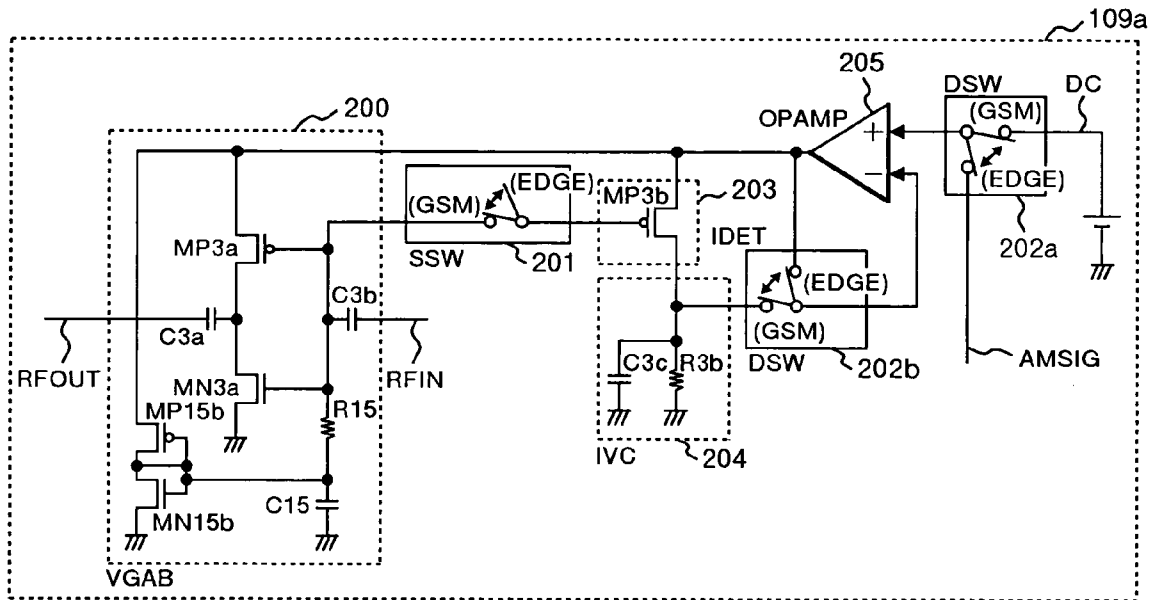 109a
200
205
OPAMP
DSW
DC
(GSM)
(EDGE)
202a
+
−
(GSM)
(EDGE)
SSW
201
MP3b
203
IDET
MP3a
C3b
C3a
RFOUT
MN3a
RFIN
R15
MP15b
MN15b
C15
VGAB
(EDGE)
(GSM)
DSW
202b
AMSIG
C3c
R3b
IVC
204